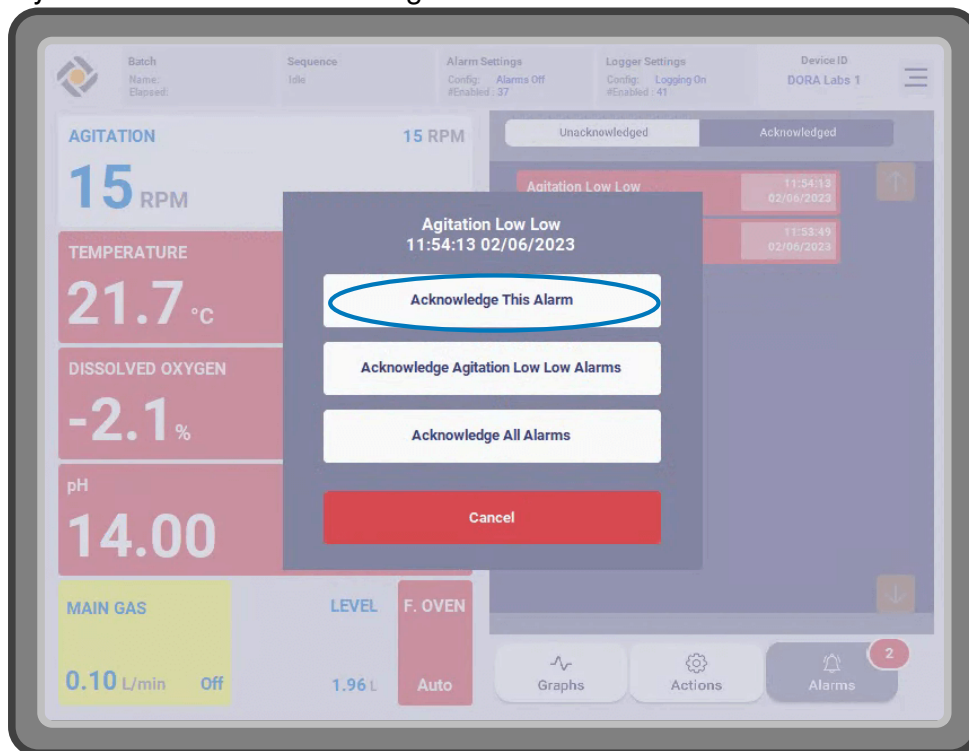 Batch
Name:
Elapsed:
Sequence
Idle
Alarm Settings
Config: Alarms Off
#Enabled : 37
Logger Settings
Config: Logging On
#Enabled : 41
Device ID
DORA Labs 1
AGITATION 15 RPM
15 RPM
TEMPERATURE
21.7 °C
DISSOLVED OXYGEN
-2.1 %
pH
14.00
MAIN GAS
0.10 L/min Off
LEVEL
1.96 L
F. OVEN
Auto
Unacknowledged Acknowledged
Agitation Low Low
11:54:13
02/06/2023
11:53:49
02/06/2023
Agitation Low Low
11:54:13 02/06/2023
Acknowledge This Alarm
Acknowledge Agitation Low Low Alarms
Acknowledge All Alarms
Cancel
Graphs
Actions
Alarms
2